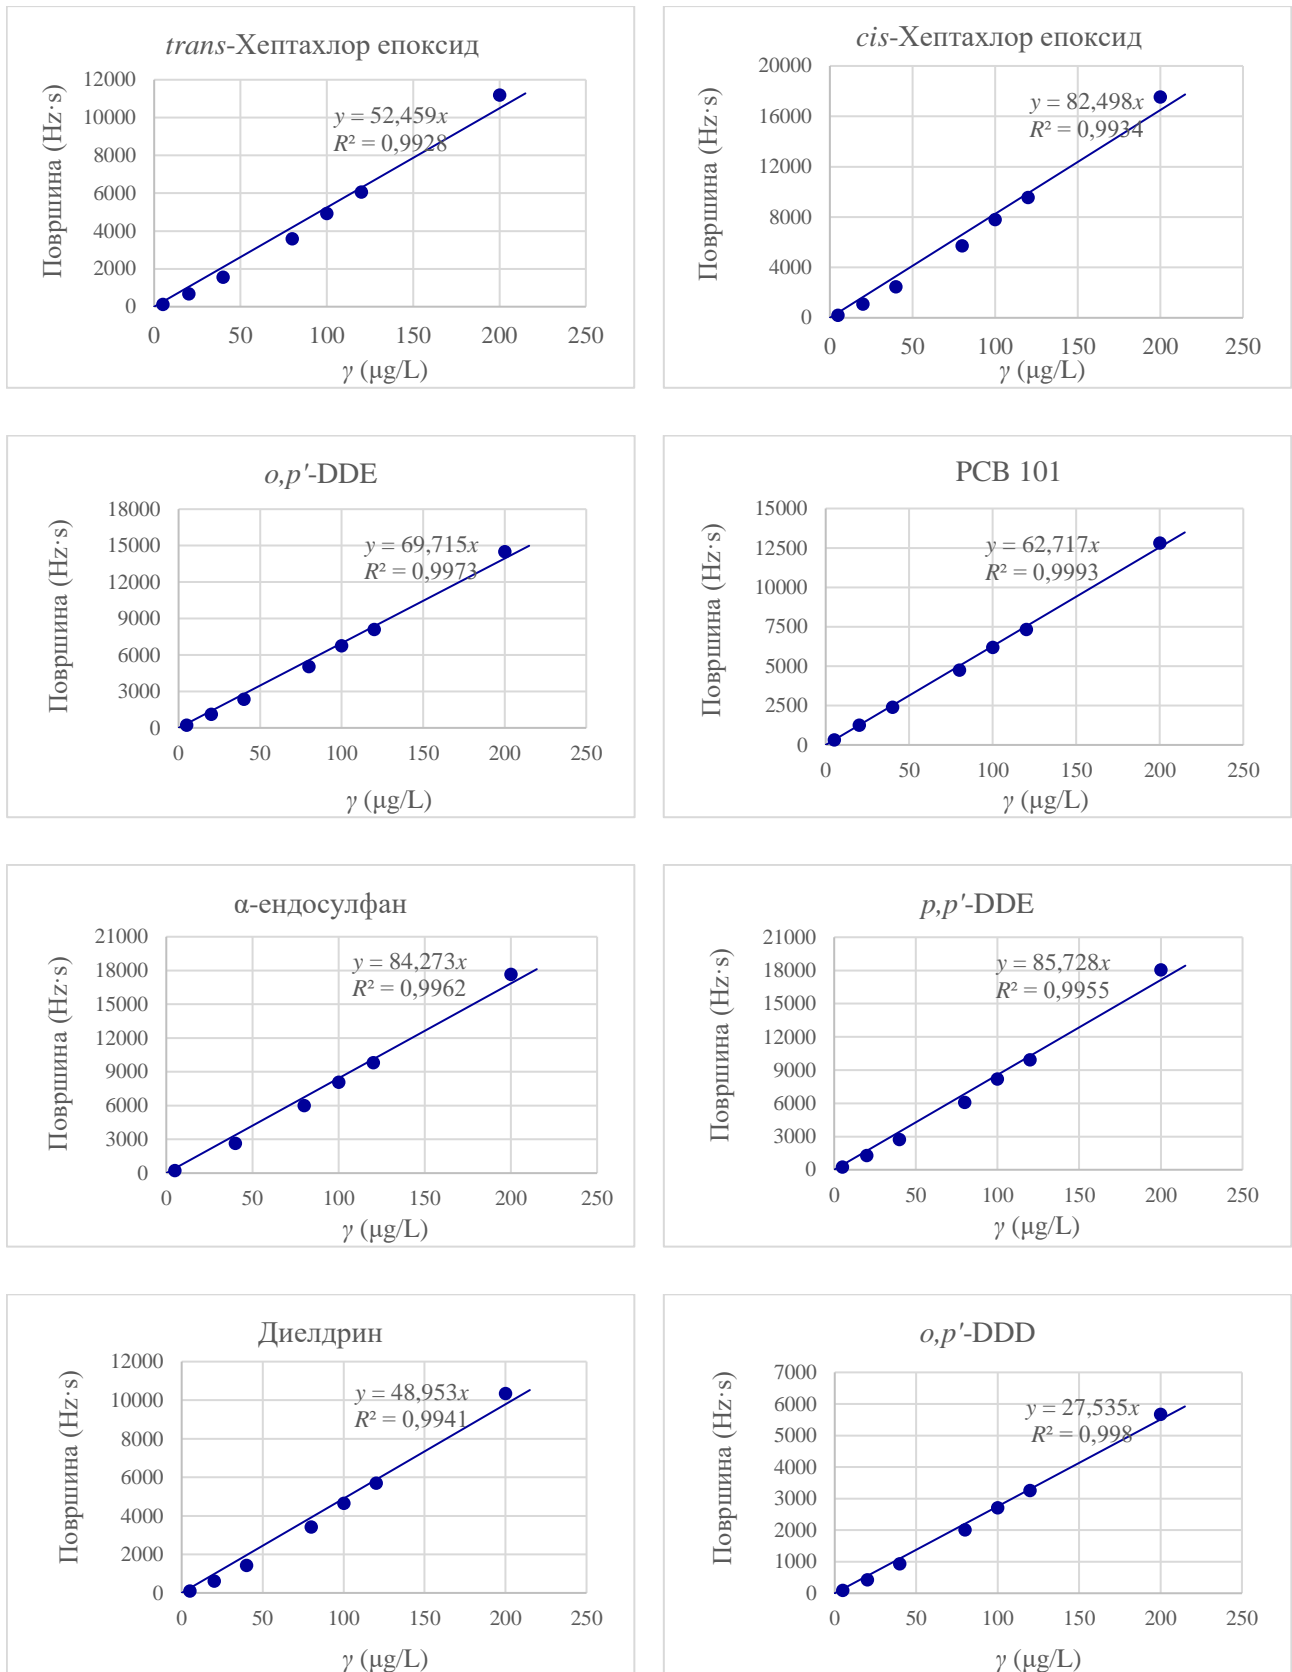 trans-Хептахлор епоксид
Површина (Hz·s)
12000
10000
8000
6000
4000
2000
0
y = 52,459x
R² = 0,9928
0 50 100 150 200 250
γ (µg/L)
cis-Хептахлор епоксид
Површина (Hz·s)
20000
16000
12000
8000
4000
0
y = 82,498x
R² = 0,9934
0 50 100 150 200 250
γ (µg/L)
o,p'-DDE
Површина (Hz·s)
18000
15000
12000
9000
6000
3000
0
y = 69,715x
R² = 0,9973
0 50 100 150 200 250
γ (µg/L)
PCB 101
Површина (Hz·s)
15000
12500
10000
7500
5000
2500
0
y = 62,717x
R² = 0,9993
0 50 100 150 200 250
γ (µg/L)
α-ендосулфан
Површина (Hz·s)
21000
18000
15000
12000
9000
6000
3000
0
y = 84,273x
R² = 0,9962
0 50 100 150 200 250
γ (µg/L)
p,p'-DDE
Површина (Hz·s)
21000
18000
15000
12000
9000
6000
3000
0
y = 85,728x
R² = 0,9955
0 50 100 150 200 250
γ (µg/L)
Диелдрин
Површина (Hz·s)
12000
10000
8000
6000
4000
2000
0
y = 48,953x
R² = 0,9941
0 50 100 150 200 250
γ (µg/L)
o,p'-DDD
Површина (Hz·s)
7000
6000
5000
4000
3000
2000
1000
0
y = 27,535x
R² = 0,998
0 50 100 150 200 250
γ (µg/L)